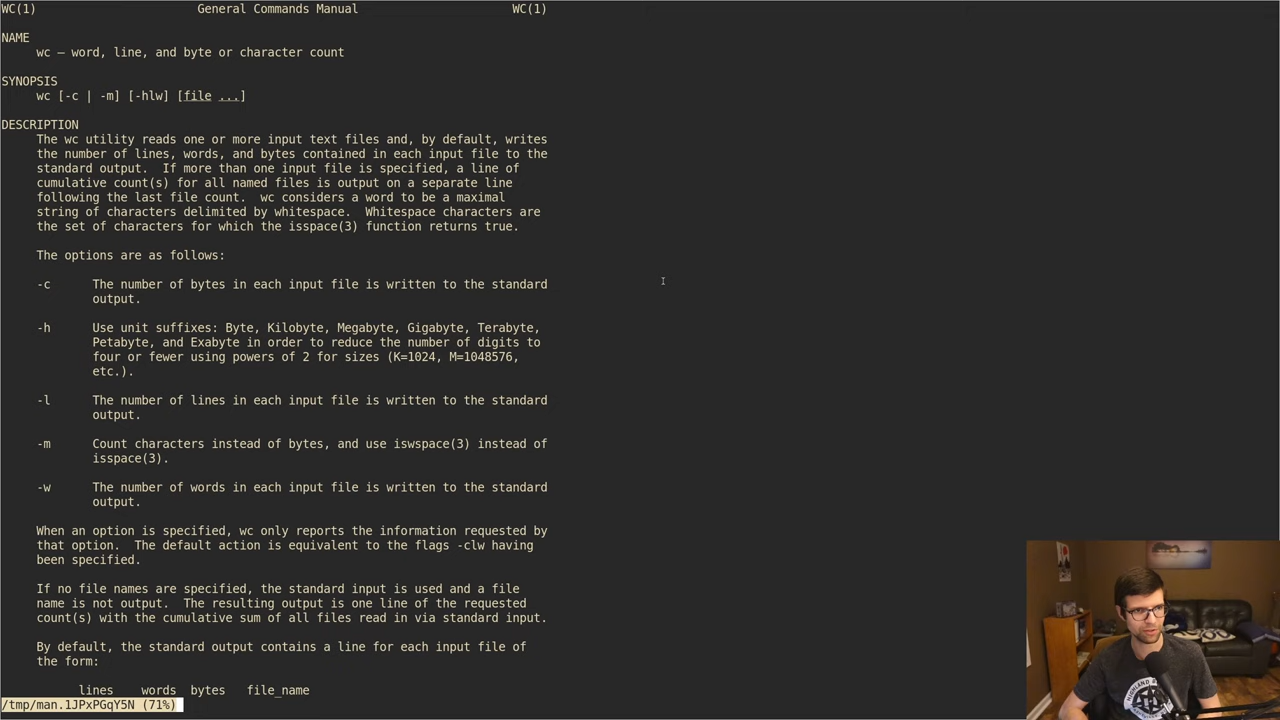 WC(1) General Commands Manual WC(1)
NAME
wc – word, line, and byte or character count
SYNOPSIS
wc [-c | -m] [-hlw] [file ...]
DESCRIPTION
The wc utility reads one or more input text files and, by default, writes
the number of lines, words, and bytes contained in each input file to the
standard output.  If more than one input file is specified, a line of
cumulative count(s) for all named files is output on a separate line
following the last file count.  wc considers a word to be a maximal
string of characters delimited by whitespace.  Whitespace characters are
the set of characters for which the isspace(3) function returns true.
The options are as follows:
-c The number of bytes in each input file is written to the standard
output.
-h Use unit suffixes: Byte, Kilobyte, Megabyte, Gigabyte, Terabyte,
Petabyte, and Exabyte in order to reduce the number of digits to
four or fewer using powers of 2 for sizes (K=1024, M=1048576,
etc.).
-l The number of lines in each input file is written to the standard
output.
-m Count characters instead of bytes, and use iswspace(3) instead of
isspace(3).
-w The number of words in each input file is written to the standard
output.
When an option is specified, wc only reports the information requested by
that option.  The default action is equivalent to the flags -clw having
been specified.
If no file names are specified, the standard input is used and a file
name is not output.  The resulting output is one line of the requested
count(s) with the cumulative sum of all files read in via standard input.
By default, the standard output contains a line for each input file of
the form:
lines words bytes file_name
/tmp/man.1JPxPGqY5N (71%)